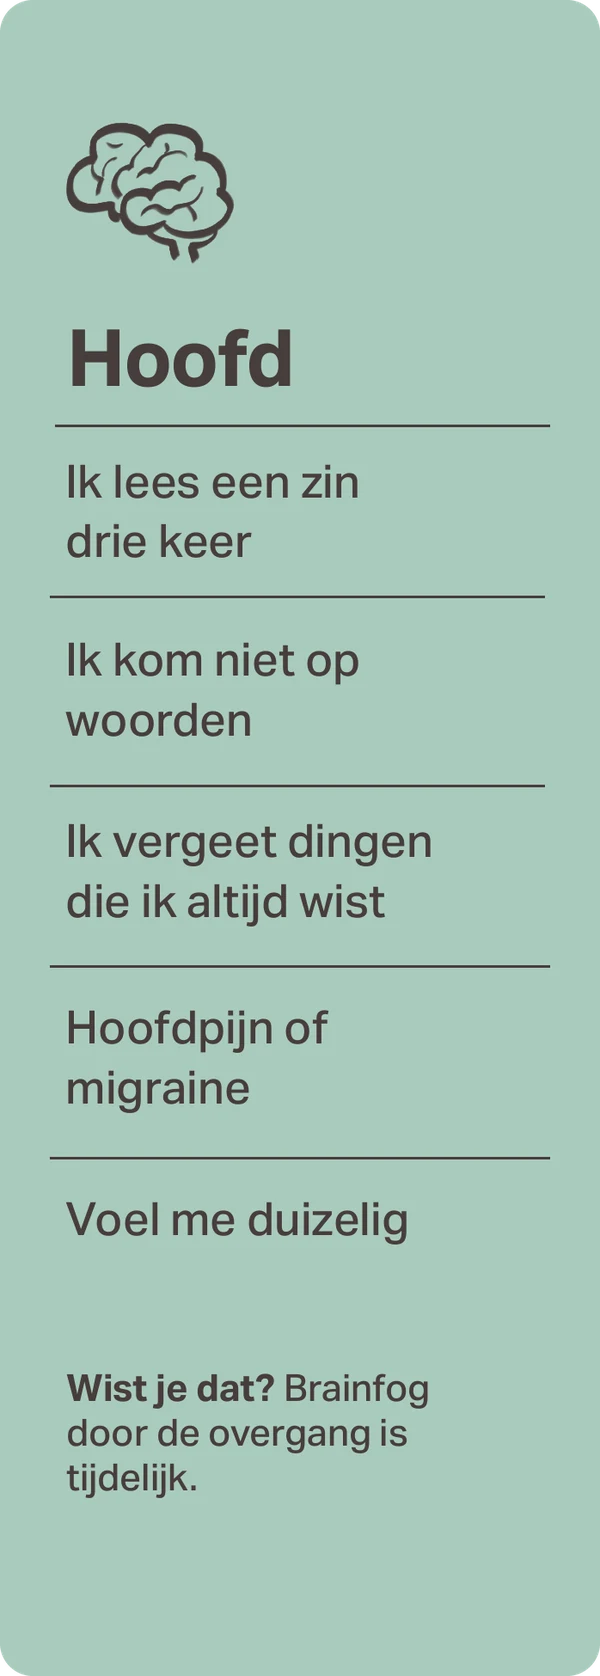 Hoofd
Ik lees een zin
drie keer
Ik kom niet op
woorden
Ik vergeet dingen
die ik altijd wist
Hoofdpijn of
migraine
Voel me duizelig
Wist je dat? Brainfog
door de overgang is
tijdelijk.